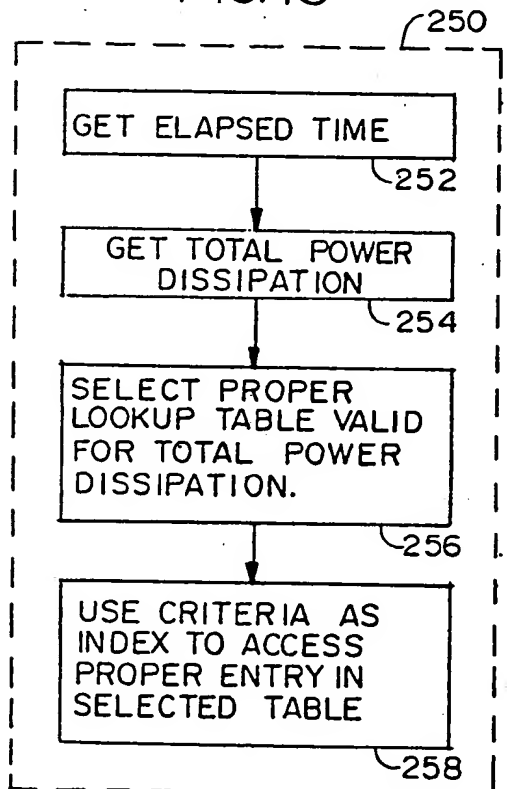 250
GET ELAPSED TIME
252
GET TOTAL POWER
DISSIPATION
254
SELECT PROPER
LOOKUP TABLE VALID
FOR TOTAL POWER
DISSIPATION.
256
USE CRITERIA AS
INDEX TO ACCESS
PROPER ENTRY IN
SELECTED TABLE
258